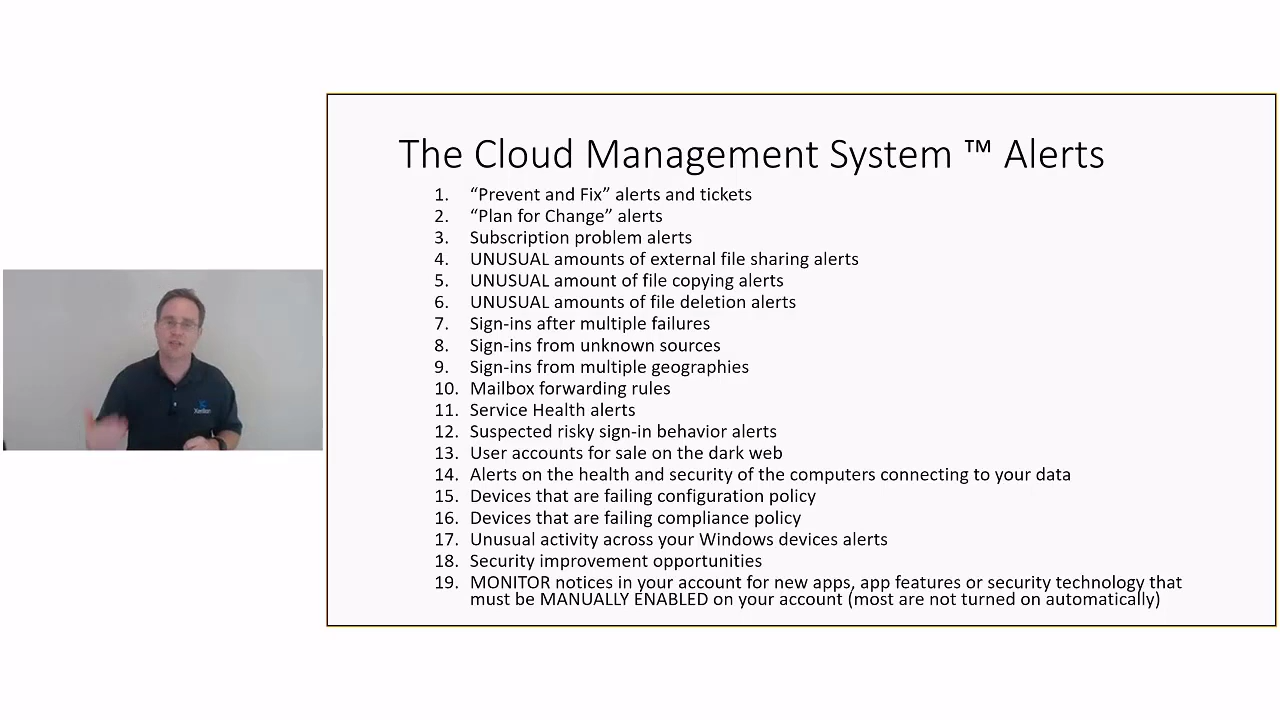 The Cloud Management System ™ Alerts
1. “Prevent and Fix” alerts and tickets
2. “Plan for Change” alerts
3. Subscription problem alerts
4. UNUSUAL amounts of external file sharing alerts
5. UNUSUAL amount of file copying alerts
6. UNUSUAL amounts of file deletion alerts
7. Sign-ins after multiple failures
8. Sign-ins from unknown sources
9. Sign-ins from multiple geographies
10. Mailbox forwarding rules
11. Service Health alerts
12. Suspected risky sign-in behavior alerts
13. User accounts for sale on the dark web
14. Alerts on the health and security of the computers connecting to your data
15. Devices that are failing configuration policy
16. Devices that are failing compliance policy
17. Unusual activity across your Windows devices alerts
18. Security improvement opportunities
19. MONITOR notices in your account for new apps, app features or security technology that
must be MANUALLY ENABLED on your account (most are not turned on automatically)